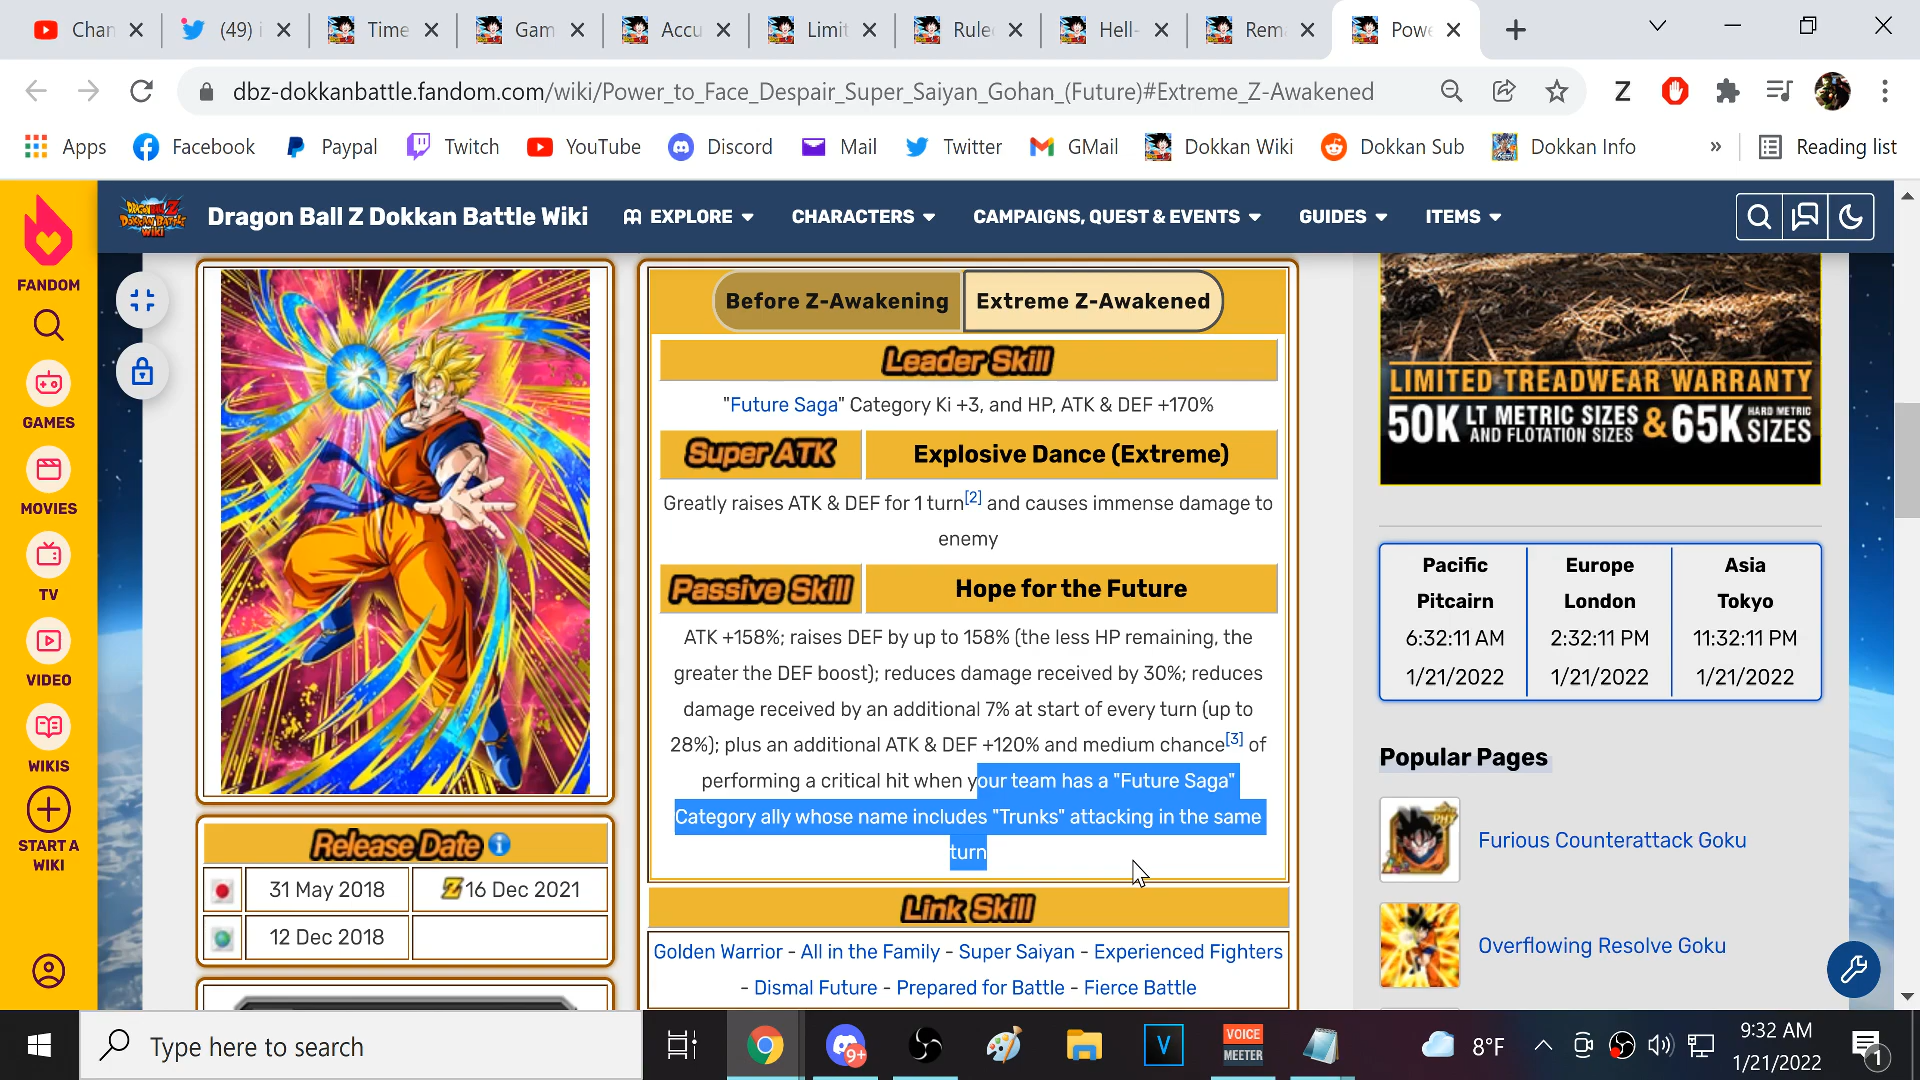 Chan
(49) i
Time
Gam
Accu
Limit
Rule
Hell-
Rem
Powe
dbz-dokkanbattle.fandom.com/wiki/Power_to_Face_Despair_Super_Saiyan_Gohan_(Future)#Extreme_Z-Awakened
Z
Apps
Facebook
Paypal
Twitch
YouTube
Discord
Mail
Twitter
GMail
Dokkan Wiki
Dokkan Sub
Dokkan Info
»
Reading list
Dragon Ball Z Dokkan Battle Wiki
EXPLORE
CHARACTERS
CAMPAIGNS, QUEST & EVENTS
GUIDES
ITEMS
FANDOM
GAMES
MOVIES
TV
VIDEO
WIKIS
START A
WIKI
Before Z-Awakening
Extreme Z-Awakened
Leader Skill
"Future Saga" Category Ki +3, and HP, ATK & DEF +170%
Super ATK
Explosive Dance (Extreme)
Greatly raises ATK & DEF for 1 turn[2] and causes immense damage to
enemy
Passive Skill
Hope for the Future
ATK +158%; raises DEF by up to 158% (the less HP remaining, the
greater the DEF boost); reduces damage received by 30%; reduces
damage received by an additional 7% at start of every turn (up to
28%); plus an additional ATK & DEF +120% and medium chance[3] of
performing a critical hit when your team has a "Future Saga"
Category ally whose name includes "Trunks" attacking in the same
turn
Link Skill
Golden Warrior - All in the Family - Super Saiyan - Experienced Fighters
- Dismal Future - Prepared for Battle - Fierce Battle
Release Date
31 May 2018
Z 16 Dec 2021
12 Dec 2018
LIMITED TREADWEAR WARRANTY
50K LT METRIC SIZES AND FLOTATION SIZES & 65K HARD METRIC SIZES
Pacific
Pitcairn
6:32:11 AM
1/21/2022
Europe
London
2:32:11 PM
1/21/2022
Asia
Tokyo
11:32:11 PM
1/21/2022
Popular Pages
PHY
Furious Counterattack Goku
Overflowing Resolve Goku
Type here to search
9+
V
VOICE
MEETER
8°F
9:32 AM
1/21/2022
1